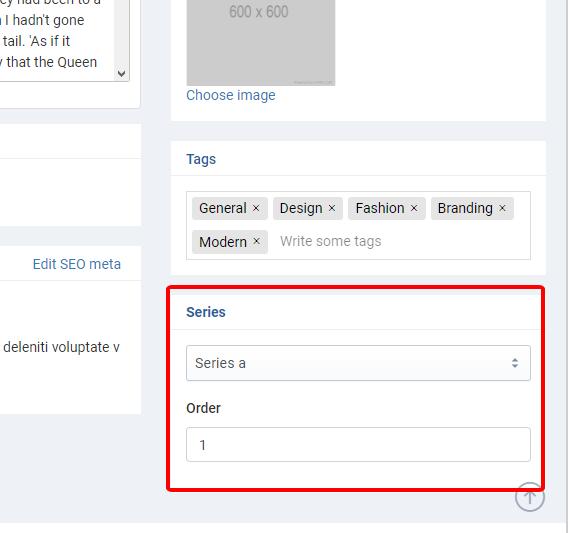 ey had been to a
I hadn't gone
tail. 'As if it
that the Queen
600 x 600
Choose image
Tags
General ×
Design ×
Fashion ×
Branding ×
Modern ×
Write some tags
Edit SEO meta
deleniti voluptate v
Series
Series a
Order
1